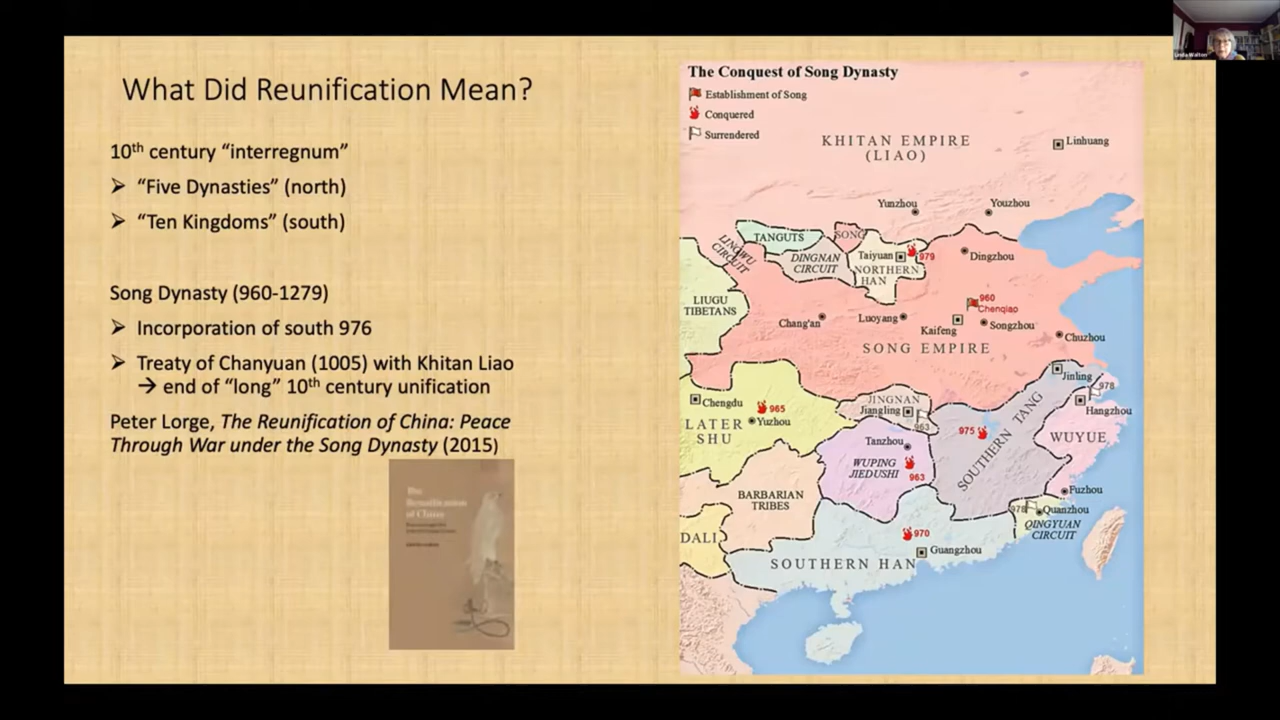 What Did Reunification Mean?
10th century “interregnum”
➢ “Five Dynasties” (north)
➢ “Ten Kingdoms” (south)
Song Dynasty (960-1279)
➢ Incorporation of south 976
➢ Treaty of Chanyuan (1005) with Khitan Liao
→ end of “long” 10th century unification
Peter Lorge, The Reunification of China: Peace
Through War under the Song Dynasty (2015)
The
Reunification
of China
The Conquest of Song Dynasty
Establishment of Song
Conquered
Surrendered
KHITAN EMPIRE
(LIAO)
Linhuang
Yunzhou
Youzhou
TANGUTS
SONG
LINGWU
CIRCUIT
DINGNAN
CIRCUIT
Taiyuan
979
NORTHERN
HAN
Dingzhou
LIUGU
TIBETANS
960
Chenqiao
Chang'an
Luoyang
Kaifeng
Songzhou
Chuzhou
SONG EMPIRE
Jinling
978
Hangzhou
Chengdu
965
Yuzhou
LATER
SHU
JINGNAN
Jiangling
963
975
SOUTHERN TANG
WUYUE
Tanzhou
WUPING
JIEDUSHI
963
BARBARIAN
TRIBES
Fuzhou
978
Quanzhou
QINGYUAN
CIRCUIT
DALI
970
Guangzhou
SOUTHERN HAN
Linda Walton